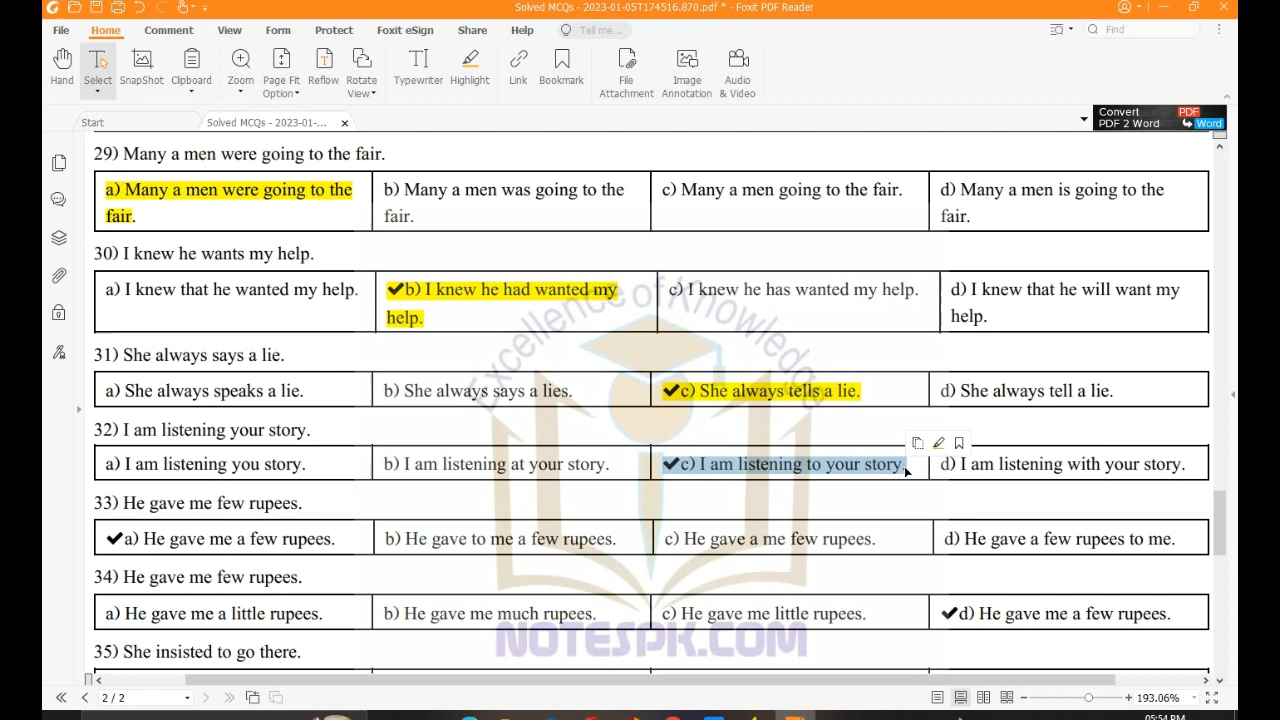 Solved MCQs - 2023-01-05T174516.870.pdf * - Foxit PDF Reader
File Home Comment View Form Protect Foxit eSign Share Help Tell me... Find
Hand Select SnapShot Clipboard Zoom Page Fit Option Reflow Rotate View Typewriter Highlight Link Bookmark File Attachment Image Annotation Audio & Video
Start Solved MCQs - 2023-01-...
Convert PDF
PDF 2 Word Word
29) Many a men were going to the fair.
a) Many a men were going to the fair. b) Many a men was going to the fair. c) Many a men going to the fair. d) Many a men is going to the fair.
30) I knew he wants my help.
a) I knew that he wanted my help. ✔b) I knew he had wanted my help. c) I knew he has wanted my help. d) I knew that he will want my help.
31) She always says a lie.
a) She always speaks a lie. b) She always says a lies. ✔c) She always tells a lie. d) She always tell a lie.
32) I am listening your story.
a) I am listening you story. b) I am listening at your story. ✔c) I am listening to your story. d) I am listening with your story.
33) He gave me few rupees.
✔a) He gave me a few rupees. b) He gave to me a few rupees. c) He gave a me few rupees. d) He gave a few rupees to me.
34) He gave me few rupees.
a) He gave me a little rupees. b) He gave me much rupees. c) He gave me little rupees. ✔d) He gave me a few rupees.
35) She insisted to go there.
Excellence of Knowledge
NOTESPK.COM
2 / 2 193.06%
05:54 PM